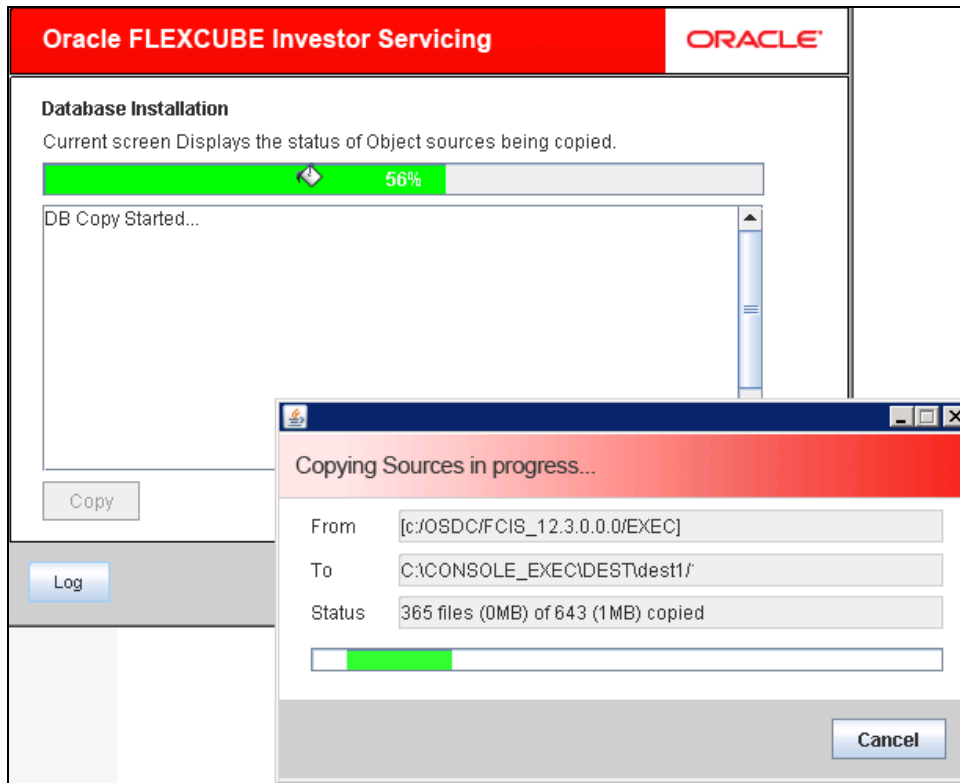 Oracle FLEXCUBE Investor Servicing
ORACLE
Database Installation
Current screen Displays the status of Object sources being copied.
56%
DB Copy Started...
Copy
Log
Copying Sources in progress...
From [c:/OSDC/FCIS_12.3.0.0.0/EXEC]
To C:\CONSOLE_EXEC\DEST\dest1/
Status 365 files (0MB) of 643 (1MB) copied
Cancel